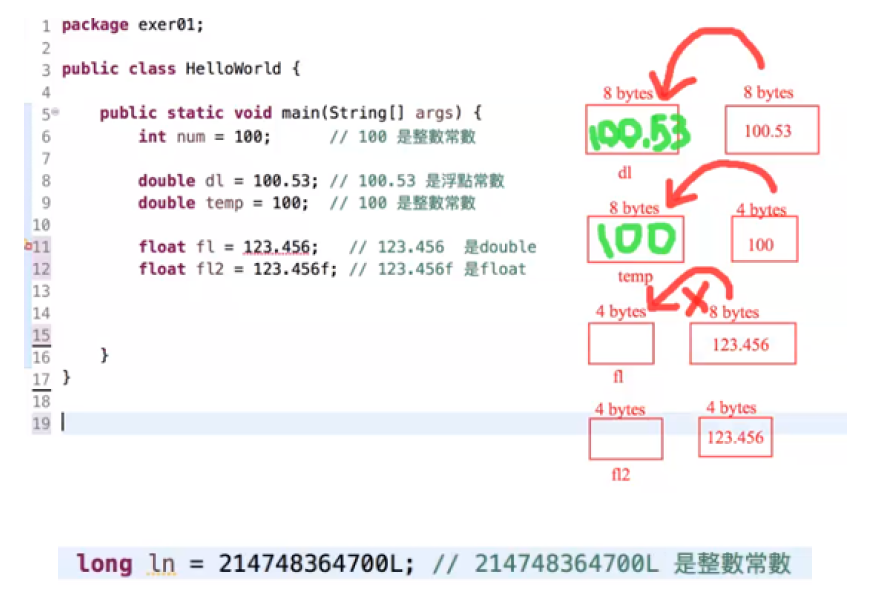 1 package exer01;
2
3 public class HelloWorld {
4
5 public static void main(String[] args) {
6 int num = 100; // 100 是整數常數
7
8 double dl = 100.53; // 100.53 是浮點常數
9 double temp = 100; // 100 是整數常數
10
11 float fl = 123.456; // 123.456 是double
12 float fl2 = 123.456f; // 123.456f 是float
13
14
15
16 }
17 }
18
19
8 bytes 8 bytes
100.53 100.53
dl
8 bytes 4 bytes
100 100
temp
4 bytes 8 bytes
123.456
fl
4 bytes 4 bytes
123.456
fl2
long ln = 214748364700L; // 214748364700L 是整數常數